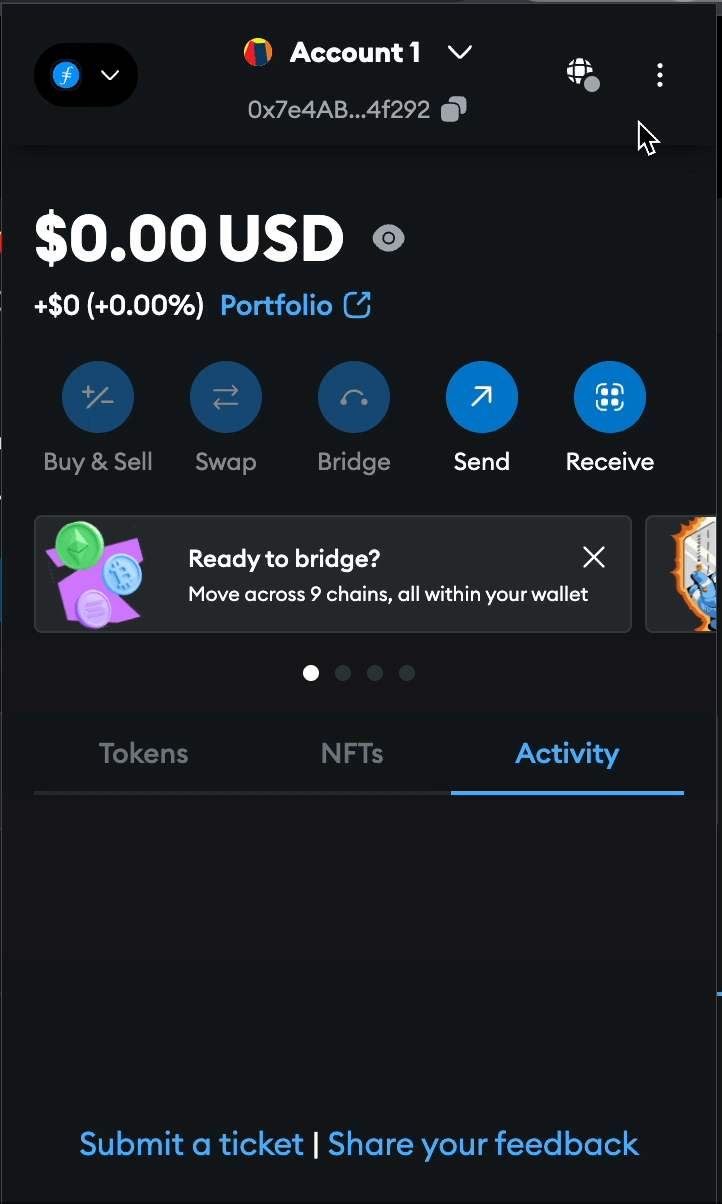 Account 1
0x7e4AB...4f292
$0.00 USD
+$0 (+0.00%) Portfolio
Buy & Sell Swap Bridge Send Receive
Ready to bridge?
Move across 9 chains, all within your wallet
Tokens NFTs Activity
Submit a ticket | Share your feedback